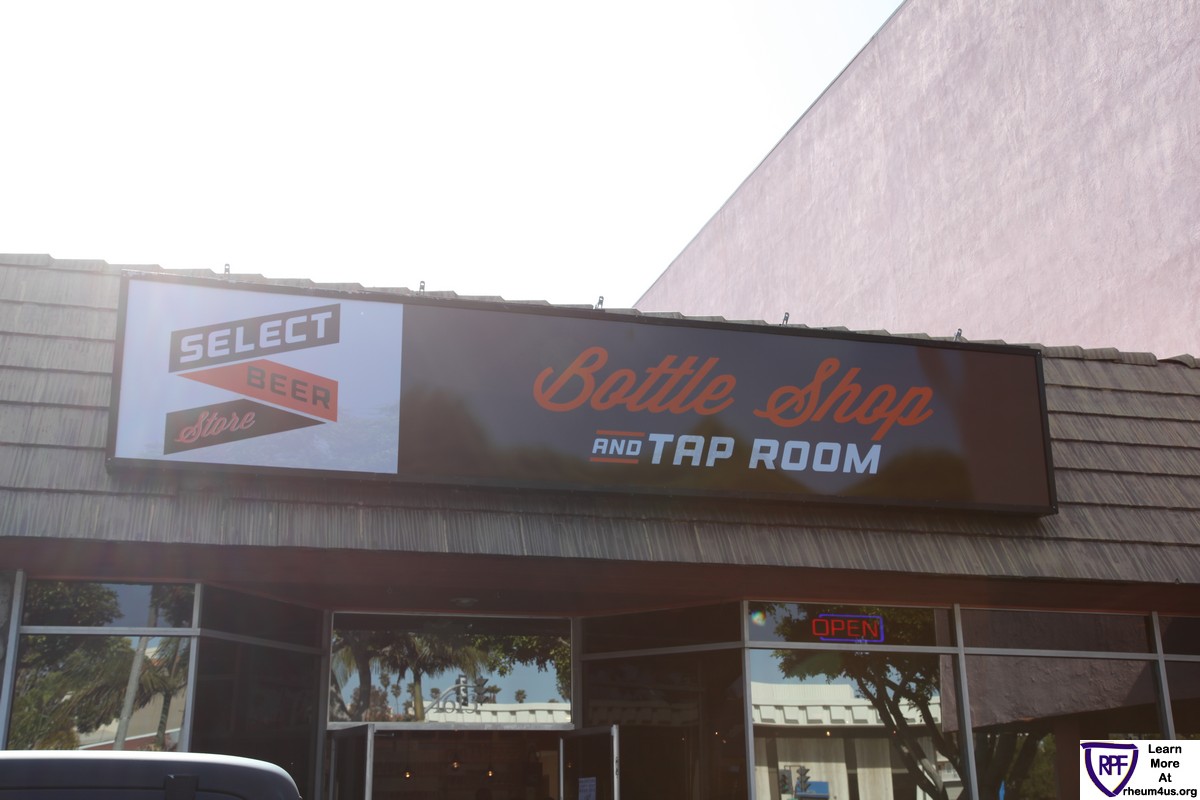 SELECT
BEER
Store
Bottle Shop
AND TAP ROOM
OPEN
RPF
Learn
More
At
rheum4us.org